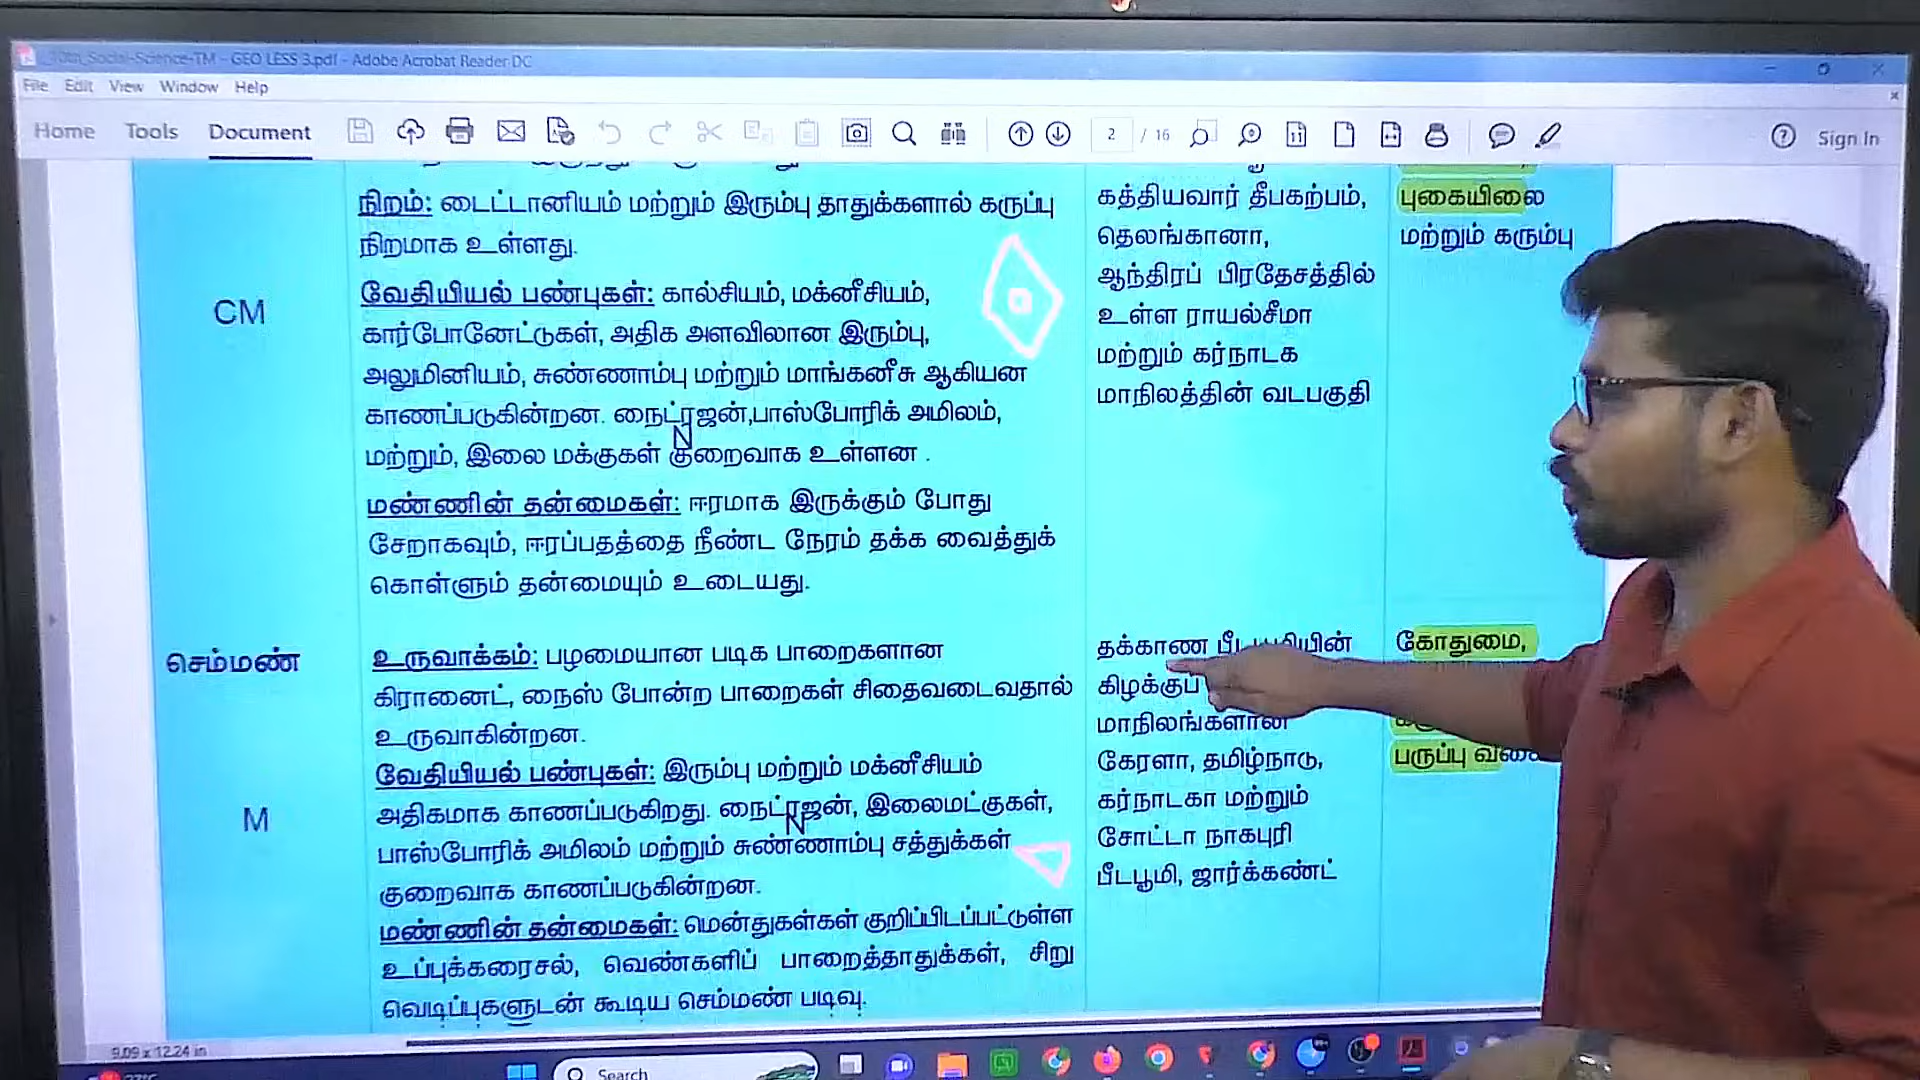 10th_Social-Science-TM - GEO LESS 3.pdf - Adobe Acrobat Reader DC
File Edit View Window Help
Home Tools Document 2 / 16 Sign In
நிறம்: டைட்டானியம் மற்றும் இரும்பு தாதுக்களால் கருப்பு
நிறமாக உள்ளது.
CM
வேதியியல் பண்புகள்: கால்சியம், மக்னீசியம்,
கார்போனேட்டுகள், அதிக அளவிலான இரும்பு,
அலுமினியம், சுண்ணாம்பு மற்றும் மாங்கனீசு ஆகியன
காணப்படுகின்றன. நைட்ரஜன்,பாஸ்போரிக் அமிலம்,
N
மற்றும், இலை மக்குகள் குறைவாக உள்ளன .
மண்ணின் தன்மைகள்: ஈரமாக இருக்கும் போது
சேறாகவும், ஈரப்பதத்தை நீண்ட நேரம் தக்க வைத்துக்
கொள்ளும் தன்மையும் உடையது.
கத்தியவார் தீபகற்பம்,
தெலங்கானா,
ஆந்திரப் பிரதேசத்தில்
உள்ள ராயல்சீமா
மற்றும் கர்நாடக
மாநிலத்தின் வடபகுதி
புகையிலை
மற்றும் கரும்பு
செம்மண்
M
உருவாக்கம்: பழமையான படிக பாறைகளான
கிரானைட், நைஸ் போன்ற பாறைகள் சிதைவடைவதால்
உருவாகின்றன.
வேதியியல் பண்புகள்: இரும்பு மற்றும் மக்னீசியம்
அதிகமாக காணப்படுகிறது. நைட்ரஜன், இலைமட்குகள்,
N
பாஸ்போரிக் அமிலம் மற்றும் சுண்ணாம்பு சத்துக்கள்
குறைவாக காணப்படுகின்றன.
மண்ணின் தன்மைகள்: மென்துகள்கள் குறிப்பிடப்பட்டுள்ள
உப்புக்கரைசல், வெண்களிப் பாறைத்தாதுக்கள், சிறு
வெடிப்புகளுடன் கூடிய செம்மண் படிவு.
தக்காண
கிழக்குப்
மாநிலங்களான
கேரளா, தமிழ்நாடு,
கர்நாடகா மற்றும்
சோட்டா நாகபுரி
பீடபூமி, ஜார்க்கண்ட்
கோதுமை,
பருப்பு
9.09 x 12.24 in
Search